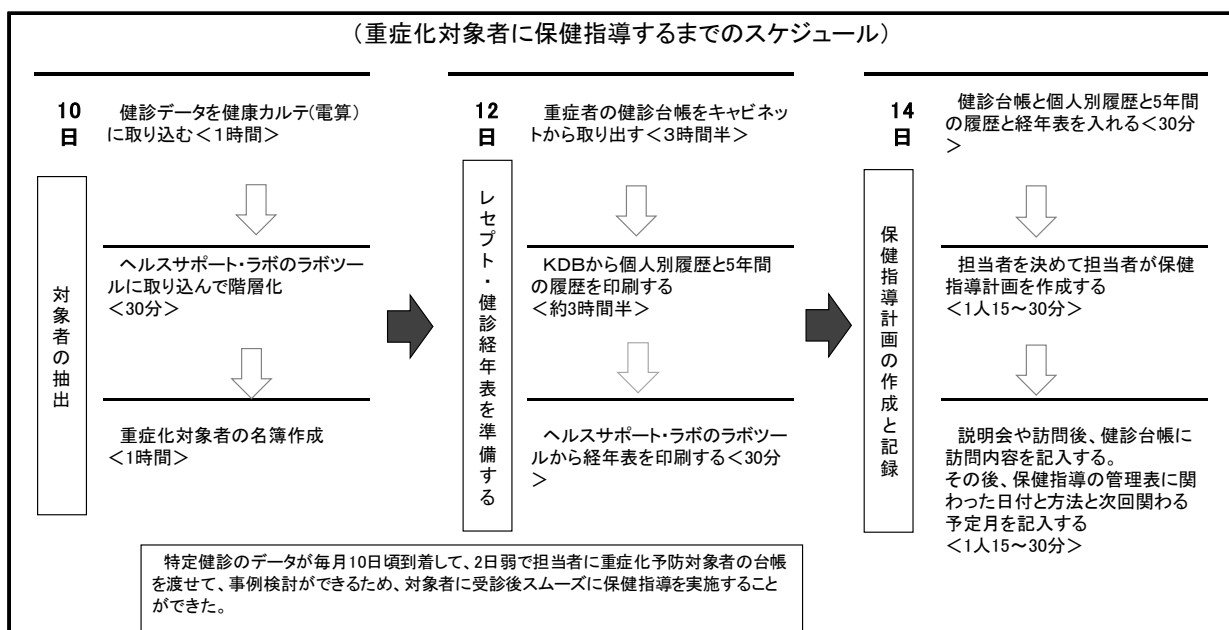 （重症化対象者に保健指導するまでのスケジュール）
10
日
健診データを健康カルテ(電算)
に取り込む＜１時間＞
対象者の抽出
ヘルスサポート・ラボのラボツー
ルに取り込んで階層化
＜30分＞
重症化対象者の名簿作成
＜1時間＞
12
日
重症者の健診台帳をキャビネッ
トから取り出す＜３時間半＞
レセプト・健診経年表を準備する
ＫＤＢから個人別履歴と5年間
の履歴を印刷する
＜約3時間半＞
ヘルスサポート・ラボのラボツー
ルから経年表を印刷する＜30分
＞
14
日
健診台帳と個人別履歴と5年間
の履歴と経年表を入れる＜30分
＞
保健指導計画の作成と記録
担当者を決めて担当者が保健
指導計画を作成する
＜1人15～30分＞
説明会や訪問後、健診台帳に
訪問内容を記入する。
その後、保健指導の管理表に関
わった日付と方法と次回関わる
予定月を記入する
＜1人15～30分＞
特定健診のデータが毎月10日頃到着して、2日弱で担当者に重症化予防対象者の台帳
を渡せて、事例検討ができるため、対象者に受診後スムーズに保健指導を実施すること
ができた。